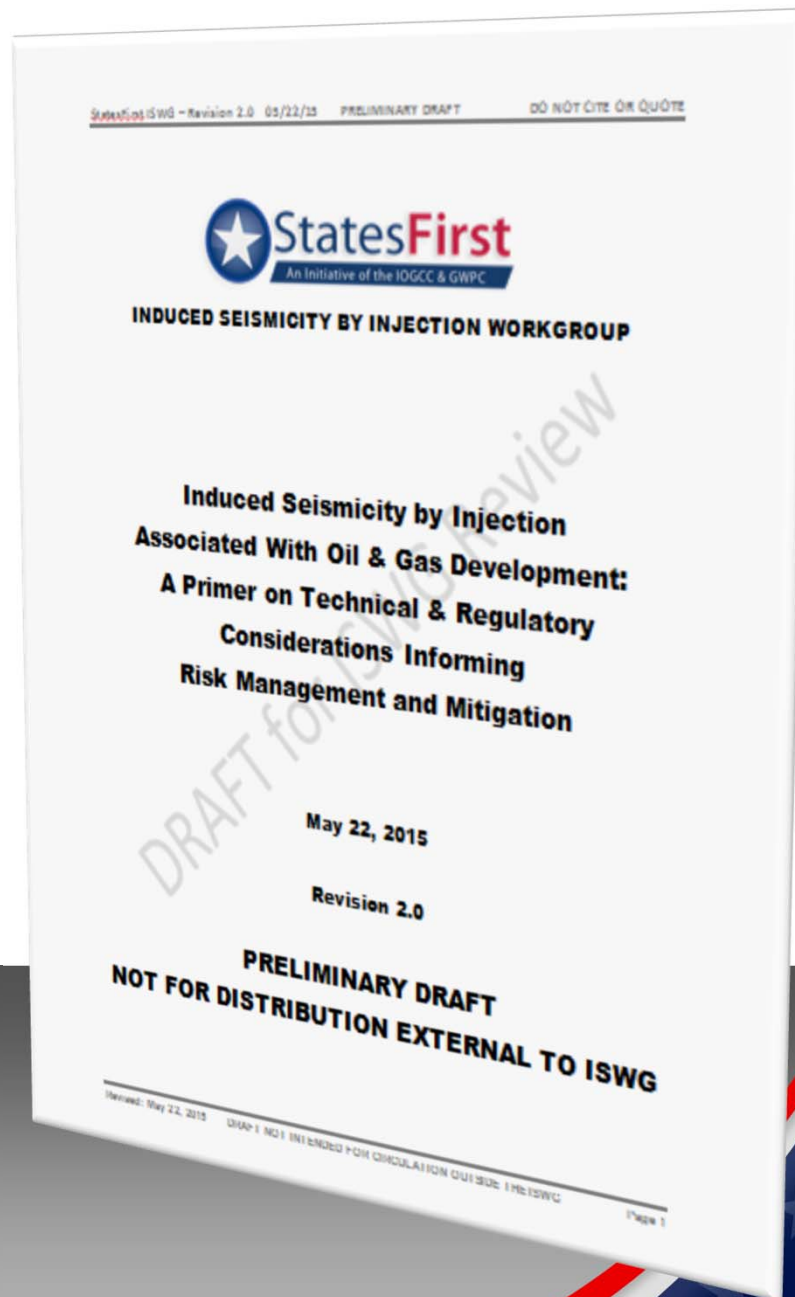 StatesFirst ISWG – Revision 2.0 05/22/15 PRELIMINARY DRAFT DO NOT CITE OR QUOTE
StatesFirst
An Initiative of the IOGCC & GWPC
INDUCED SEISMICITY BY INJECTION WORKGROUP
DRAFT for ISWG Review
Induced Seismicity by Injection
Associated With Oil & Gas Development:
A Primer on Technical & Regulatory
Considerations Informing
Risk Management and Mitigation
May 22, 2015
Revision 2.0
PRELIMINARY DRAFT
NOT FOR DISTRIBUTION EXTERNAL TO ISWG
Revised: May 22, 2015 DRAFT NOT INTENDED FOR CIRCULATION OUTSIDE THE ISWG Page 1